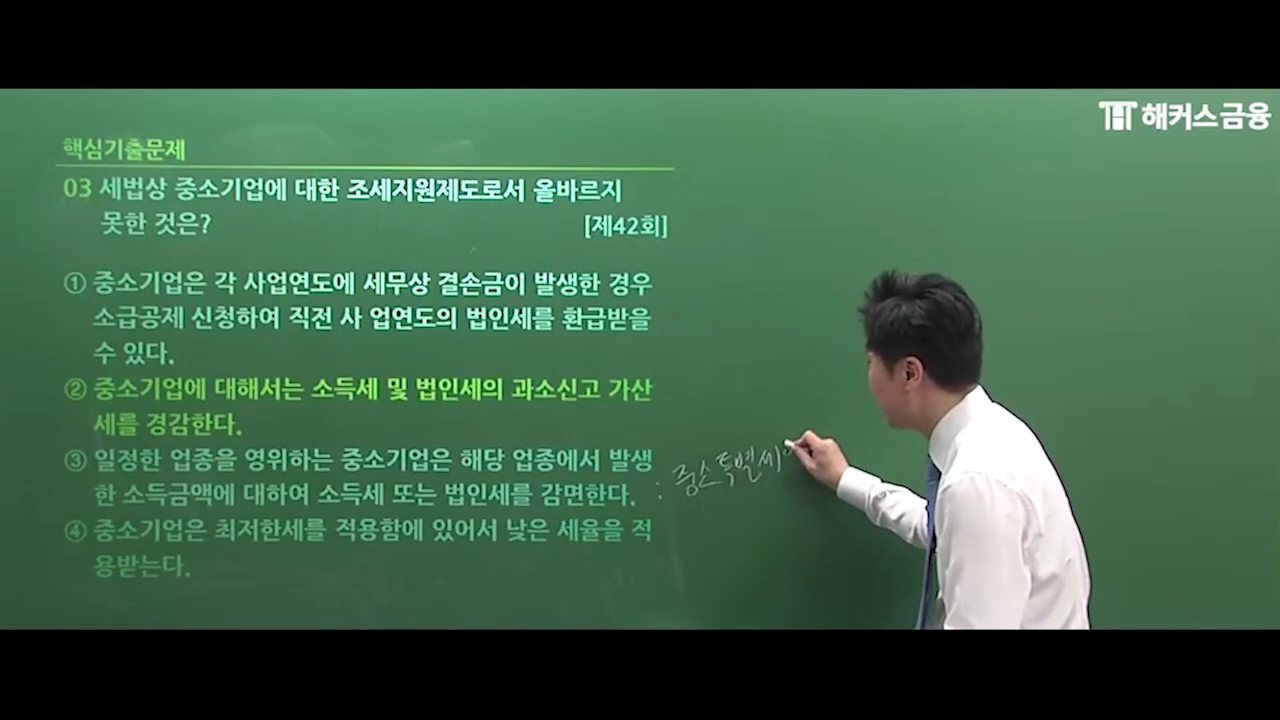 해커스금융
핵심기출문제
03 세법상 중소기업에 대한 조세지원제도로서 올바르지
못한 것은? [제42회]
① 중소기업은 각 사업연도에 세무상 결손금이 발생한 경우
소급공제 신청하여 직전 사 업연도의 법인세를 환급받을
수 있다.
② 중소기업에 대해서는 소득세 및 법인세의 과소신고 가산
세를 경감한다.
③ 일정한 업종을 영위하는 중소기업은 해당 업종에서 발생
한 소득금액에 대하여 소득세 또는 법인세를 감면한다.
: 중소특별세
④ 중소기업은 최저한세를 적용함에 있어서 낮은 세율을 적
용받는다.